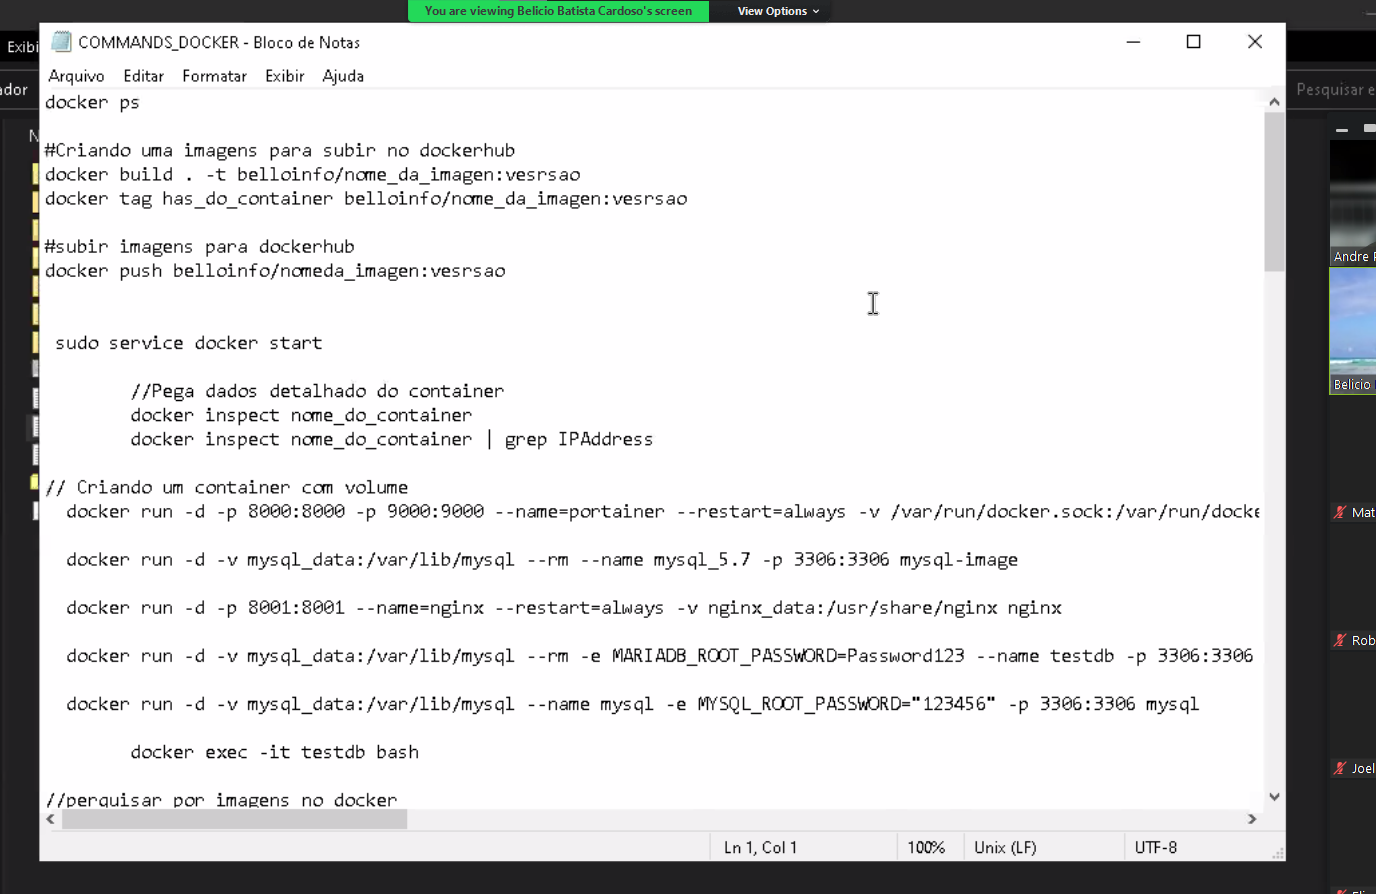 You are viewing Belicio Batista Cardoso's screen
View Options
Exibi
COMMANDS_DOCKER - Bloco de Notas
Arquivo Editar Formatar Exibir Ajuda
ador
Pesquisar e
docker ps
#Criando uma imagens para subir no dockerhub
docker build . -t belloinfo/nome_da_imagen:vesrsao
docker tag has_do_container belloinfo/nome_da_imagen:vesrsao
#subir imagens para dockerhub
docker push belloinfo/nomeda_imagen:vesrsao
sudo service docker start
//Pega dados detalhado do container
docker inspect nome_do_container
docker inspect nome_do_container | grep IPAddress
// Criando um container com volume
docker run -d -p 8000:8000 -p 9000:9000 --name=portainer --restart=always -v /var/run/docker.sock:/var/run/docke
docker run -d -v mysql_data:/var/lib/mysql --rm --name mysql_5.7 -p 3306:3306 mysql-image
docker run -d -p 8001:8001 --name=nginx --restart=always -v nginx_data:/usr/share/nginx nginx
docker run -d -v mysql_data:/var/lib/mysql --rm -e MARIADB_ROOT_PASSWORD=Password123 --name testdb -p 3306:3306
docker run -d -v mysql_data:/var/lib/mysql --name mysql -e MYSQL_ROOT_PASSWORD="123456" -p 3306:3306 mysql
docker exec -it testdb bash
//perquisar por imagens no docker
Ln 1, Col 1
100%
Unix (LF)
UTF-8
N
Andre
Belicio
Mat
Rob
Joel